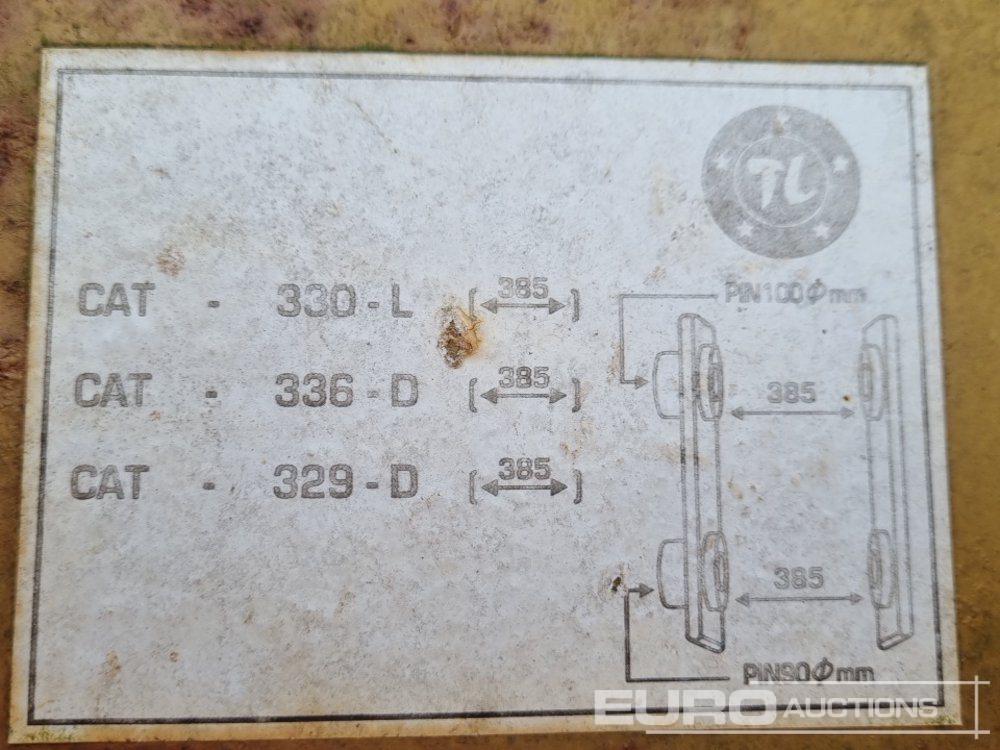 TL
CAT - 330-L [385]
CAT - 336-D [385]
CAT - 329-D [385]
PIN100Φmm
385
385
PIN90Φmm
EURO AUCTIONS